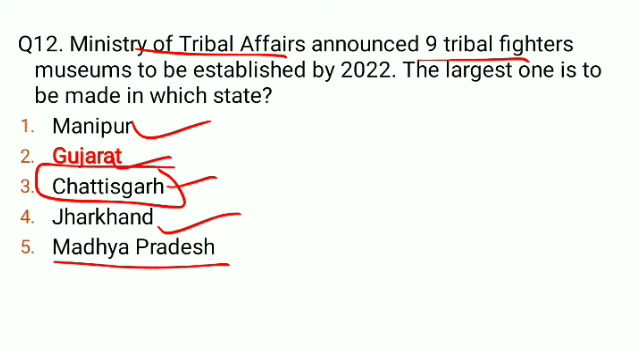 Q12. Ministry of Tribal Affairs announced 9 tribal fighters
museums to be established by 2022. The largest one is to
be made in which state?
1. Manipur
2. Gujarat
3. Chattisgarh
4. Jharkhand
5. Madhya Pradesh